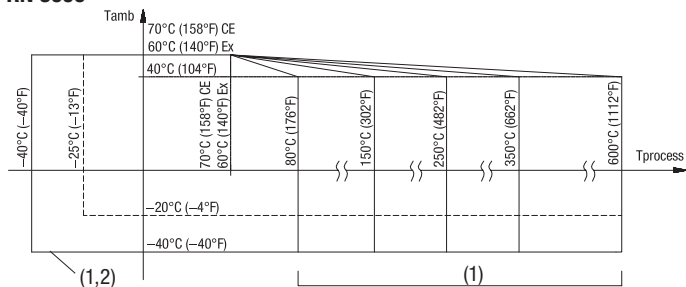 Tamb
70°C (158°F) CE
60°C (140°F) Ex
40°C (104°F)
−40°C (−40°F)
−25°C (−13°F)
70°C (158°F) CE
60°C (140°F) Ex
80°C (176°F)
150°C (302°F)
250°C (482°F)
350°C (662°F)
600°C (1112°F)
Tprocess
−20°C (−4°F)
−40°C (−40°F)
(1,2)
(1)